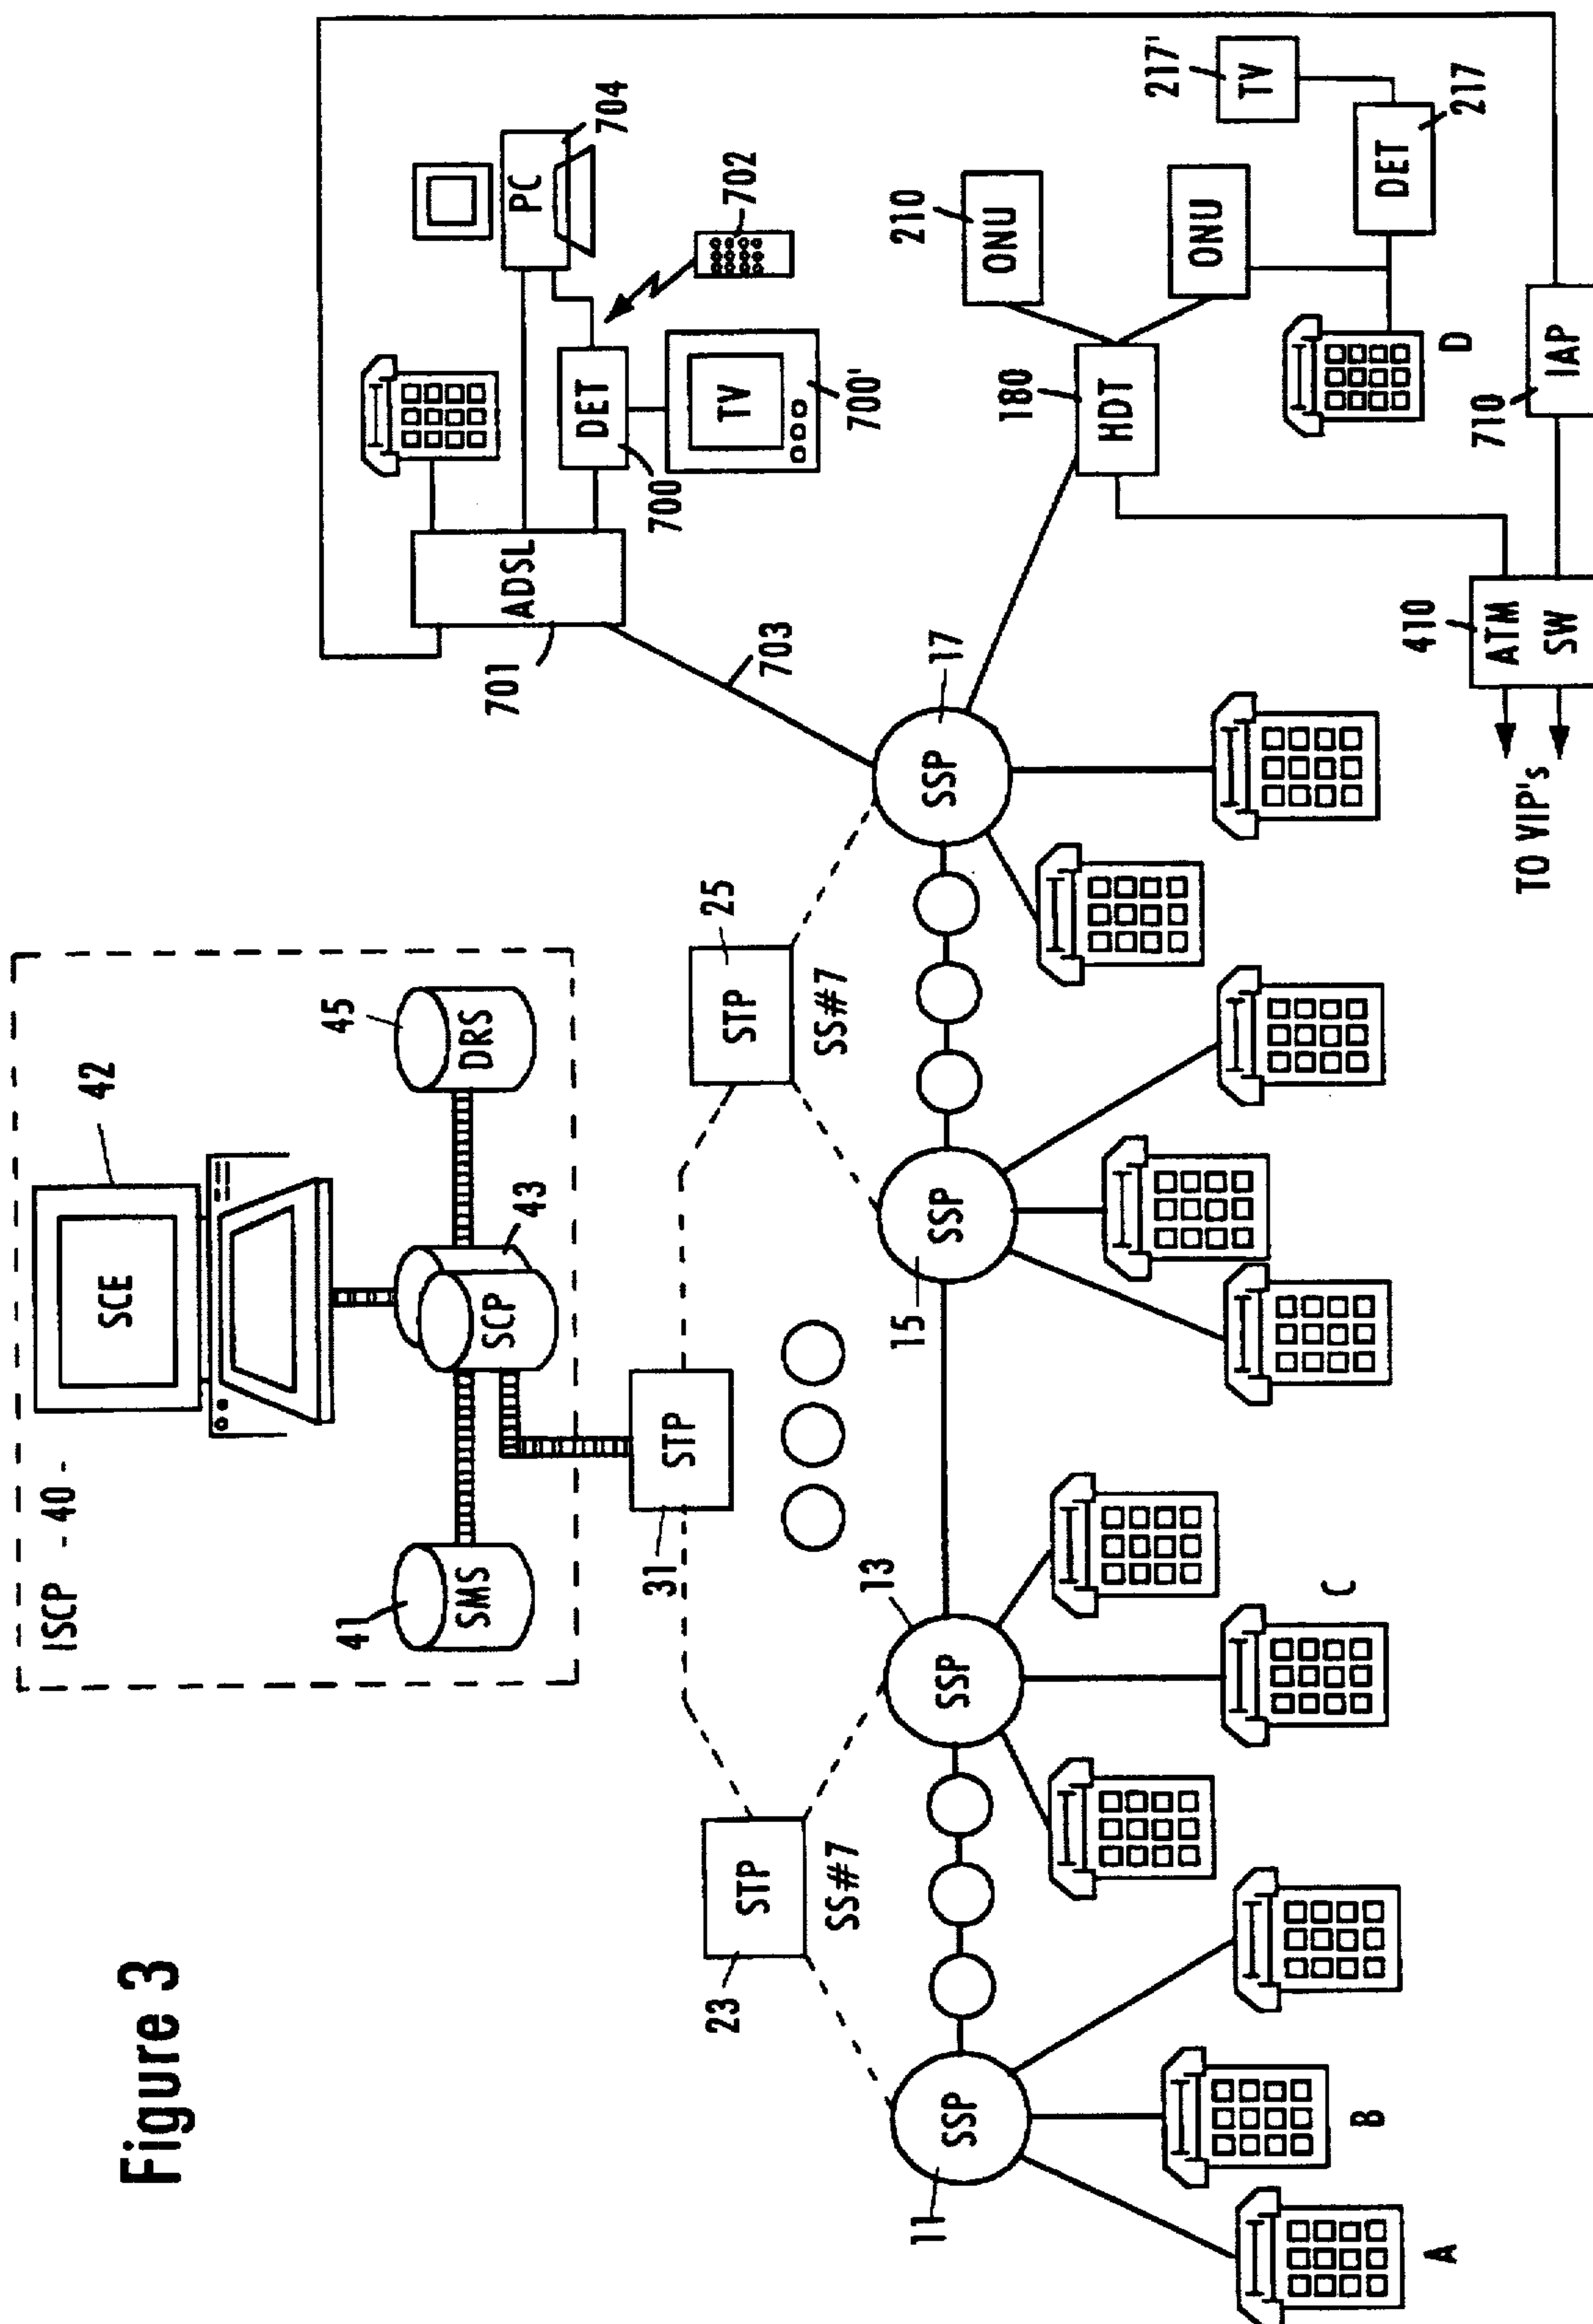 Figure 3
ISCP - 40 -
SCE
42
41
SMS
SCP
43
DRS
45
31
STP
23
STP
SS#7
STP
25
SS#7
11
SSP
13
SSP
15
SSP
SSP
17
A
B
C
703
701
ADSL
PC
704
DET
700
702
TV
700'
180
HDT
210
ONU
ONU
217'
TV
DET
217
D
410
ATM
SW
710
IAP
TO VIP's